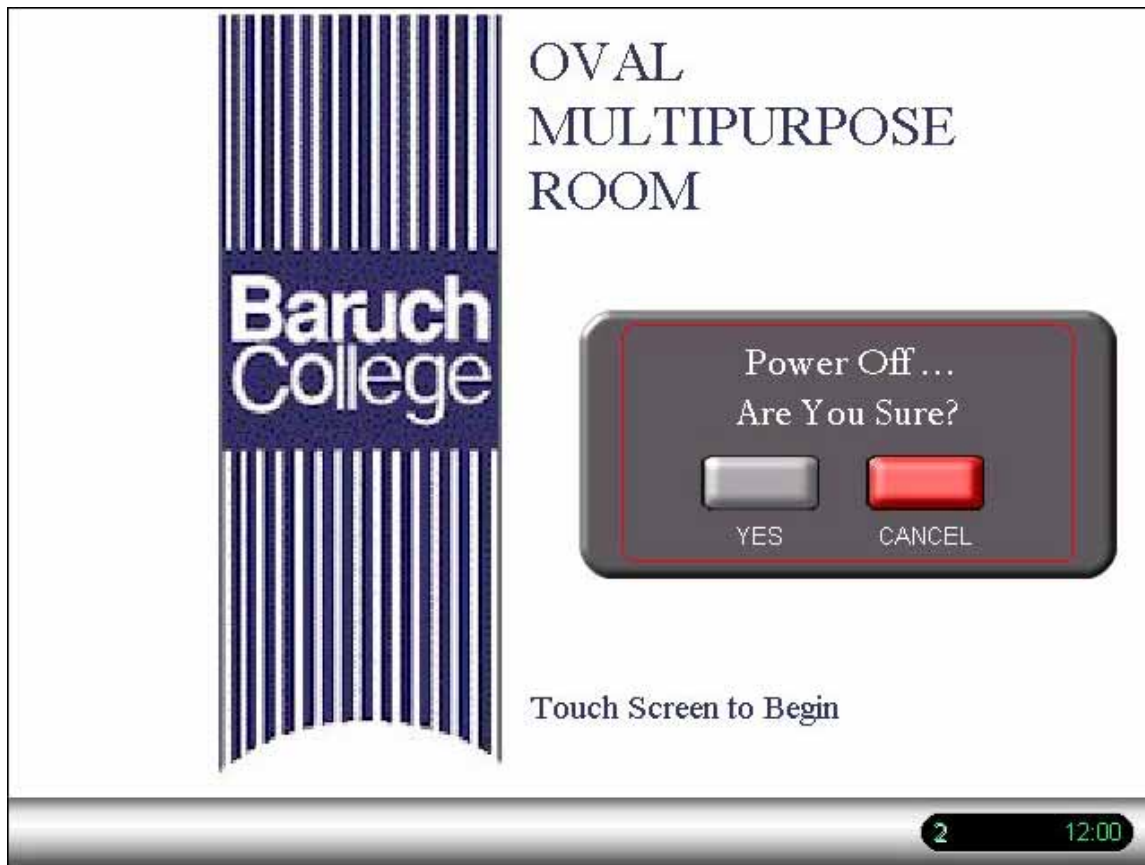 OVAL
MULTIPURPOSE
ROOM
Baruch
College
Power Off ...
Are You Sure?
YES CANCEL
Touch Screen to Begin
2 12:00